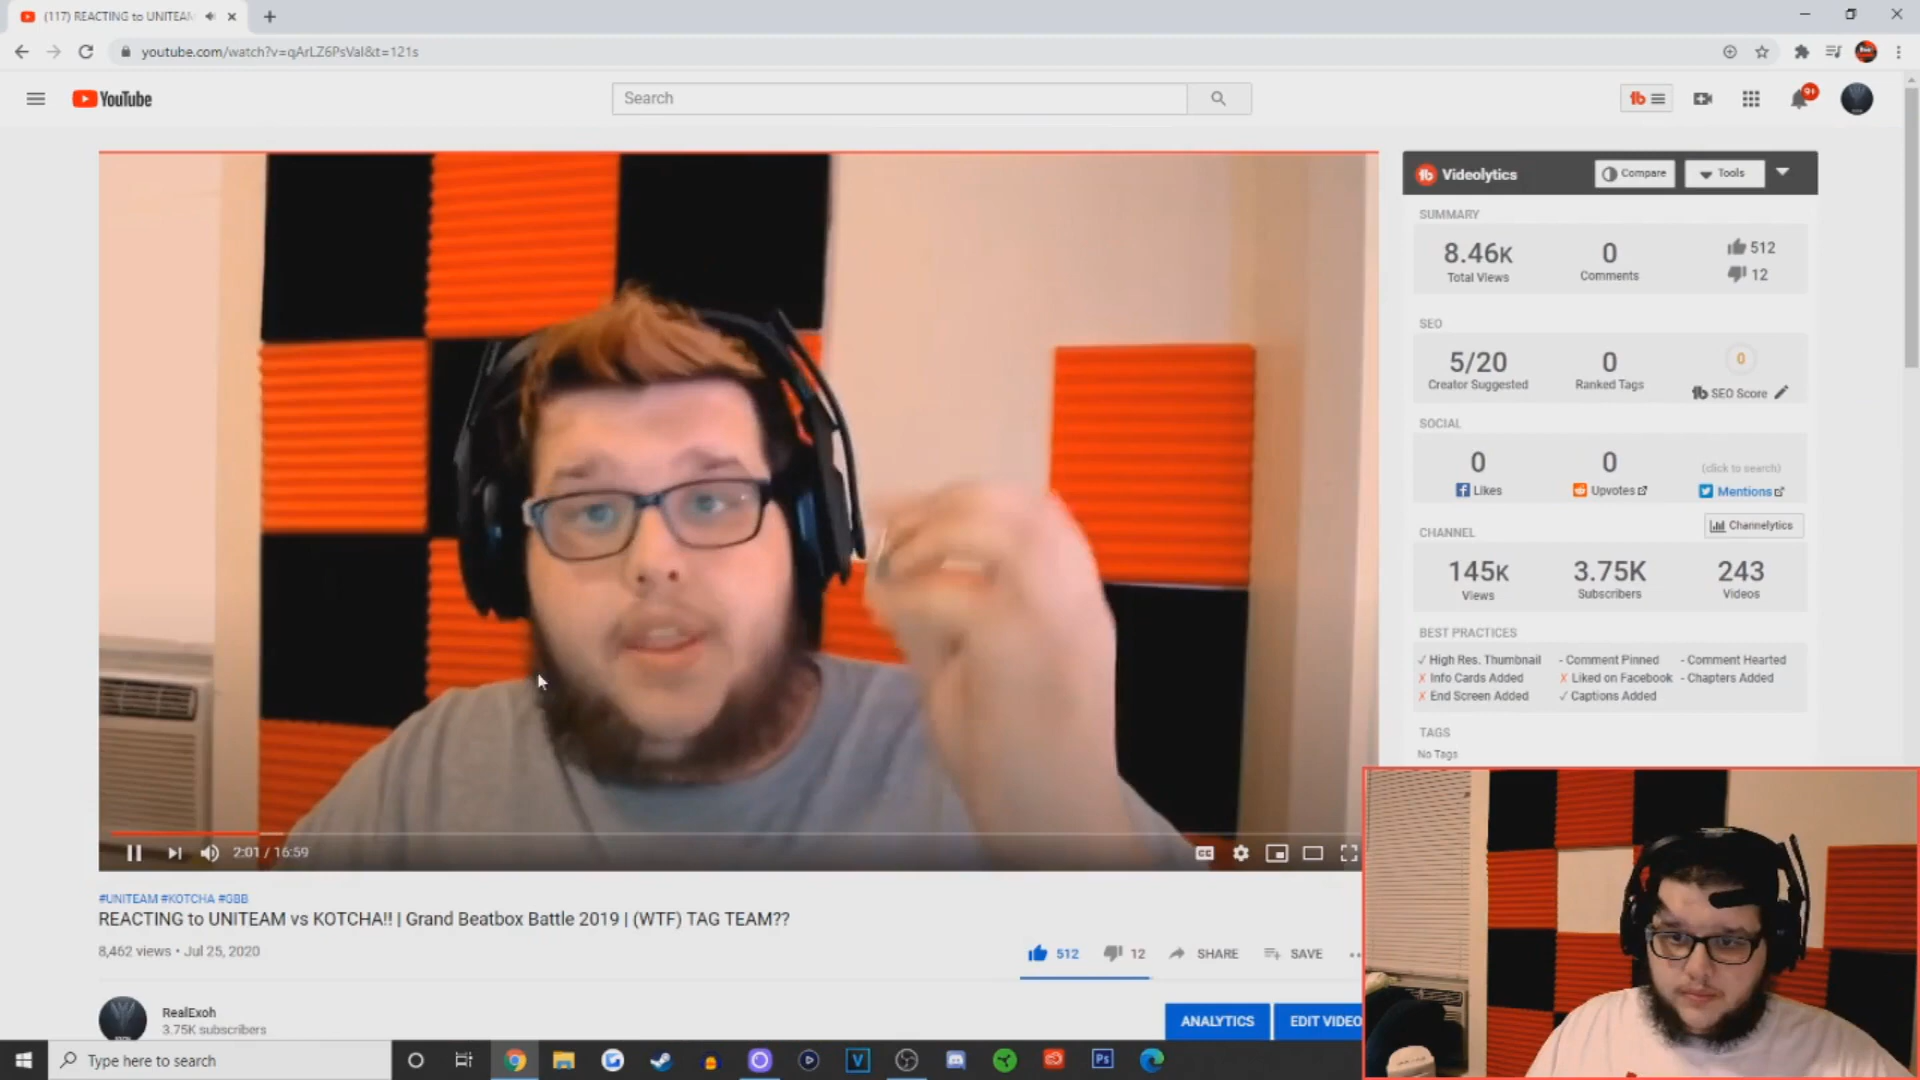 (117) REACTING to UNITEAM
youtube.com/watch?v=qArLZ6PsVaI&t=121s
YouTube
Search
9+
Videolytics
Compare
Tools
SUMMARY
8.46K
0
512
Total Views
Comments
12
SEO
5/20
0
0
Creator Suggested
Ranked Tags
SEO Score
SOCIAL
0
0
(click to search)
Likes
Upvotes
Mentions
CHANNEL
Channelytics
145K
3.75K
243
Views
Subscribers
Videos
BEST PRACTICES
✓ High Res. Thumbnail - Comment Pinned - Comment Hearted
✗ Info Cards Added ✗ Liked on Facebook - Chapters Added
✗ End Screen Added ✓ Captions Added
TAGS
No Tags
2:01 / 16:59
CC
#UNITEAM #KOTCHA #GBB
REACTING to UNITEAM vs KOTCHA!! | Grand Beatbox Battle 2019 | (WTF) TAG TEAM??
8,462 views • Jul 25, 2020
512
12
SHARE
SAVE
RealExoh
3.75K subscribers
ANALYTICS
EDIT VIDEO
Type here to search
V
Ps